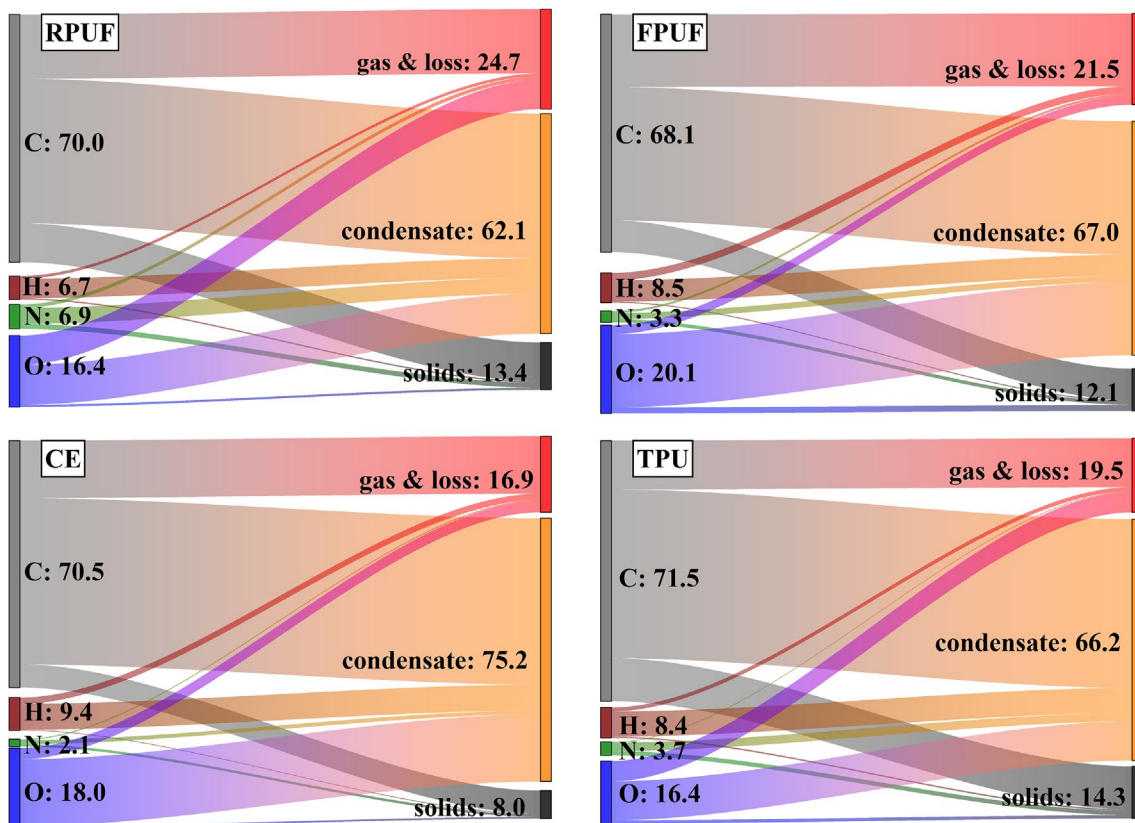 RPUF
gas & loss: 24.7
C: 70.0
condensate: 62.1
H: 6.7
N: 6.9
O: 16.4
solids: 13.4
FPUF
gas & loss: 21.5
C: 68.1
condensate: 67.0
H: 8.5
N: 3.3
O: 20.1
solids: 12.1
CE
gas & loss: 16.9
C: 70.5
condensate: 75.2
H: 9.4
N: 2.1
O: 18.0
solids: 8.0
TPU
gas & loss: 19.5
C: 71.5
condensate: 66.2
H: 8.4
N: 3.7
O: 16.4
solids: 14.3